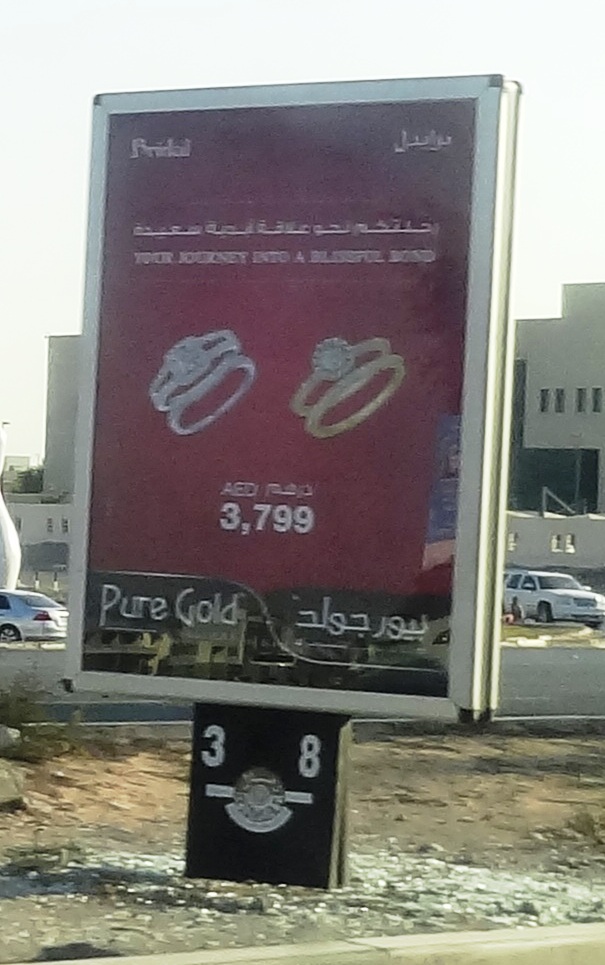 Bridal برايدل
رحلتكم نحو علاقة أبدية سعيدة
YOUR JOURNEY INTO A BLISSFUL BOND
AED درهم
3,799
Pure Gold بيور جولد
3 8